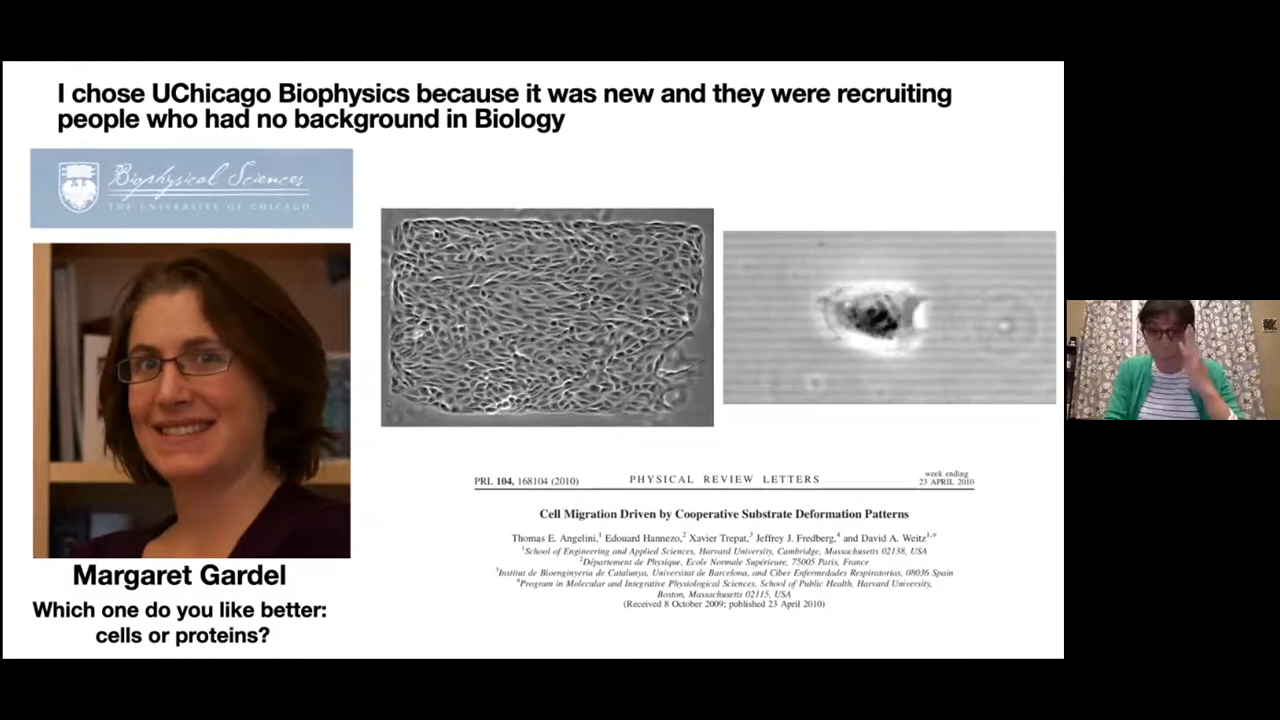 I chose UChicago Biophysics because it was new and they were recruiting
people who had no background in Biology
Biophysical Sciences
THE UNIVERSITY OF CHICAGO
Margaret Gardel
Which one do you like better:
cells or proteins?
PRL 104, 168104 (2010)
PHYSICAL REVIEW LETTERS
week ending
23 APRIL 2010
Cell Migration Driven by Cooperative Substrate Deformation Patterns
Thomas E. Angelini,1 Edouard Hannezo,2 Xavier Trepat,3 Jeffrey J. Fredberg,4 and David A. Weitz1,*
1School of Engineering and Applied Sciences, Harvard University, Cambridge, Massachusetts 02138, USA
2Département de Physique, Ecole Normale Supérieure, 75005 Paris, France
3Institut de Bioenginyeria de Catalunya, Universitat de Barcelona, and Ciber Enfermedades Respiratorias, 08036 Spain
4Program in Molecular and Integrative Physiological Sciences, School of Public Health, Harvard University,
Boston, Massachusetts 02115, USA
(Received 8 October 2009; published 23 April 2010)